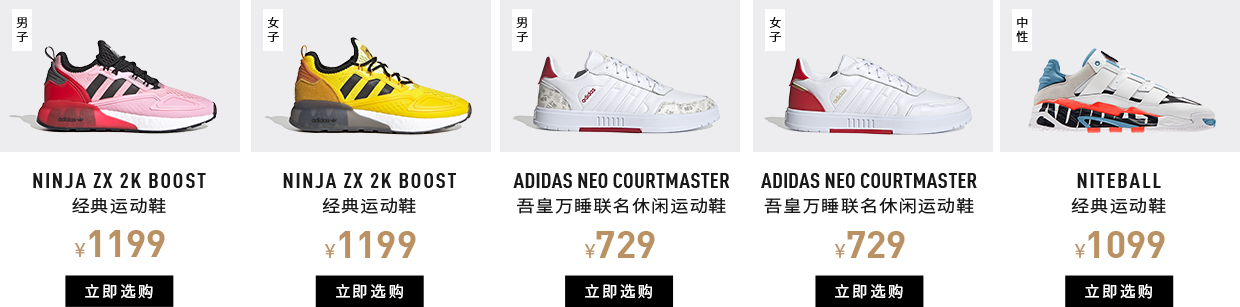 男子
NINJA ZX 2K BOOST
经典运动鞋
¥1199
立即选购
女子
NINJA ZX 2K BOOST
经典运动鞋
¥1199
立即选购
男子
adidas
ADIDAS NEO COURTMASTER
吾皇万睡联名休闲运动鞋
¥729
立即选购
女子
adidas
ADIDAS NEO COURTMASTER
吾皇万睡联名休闲运动鞋
¥729
立即选购
中性
NITEBALL
经典运动鞋
¥1099
立即选购